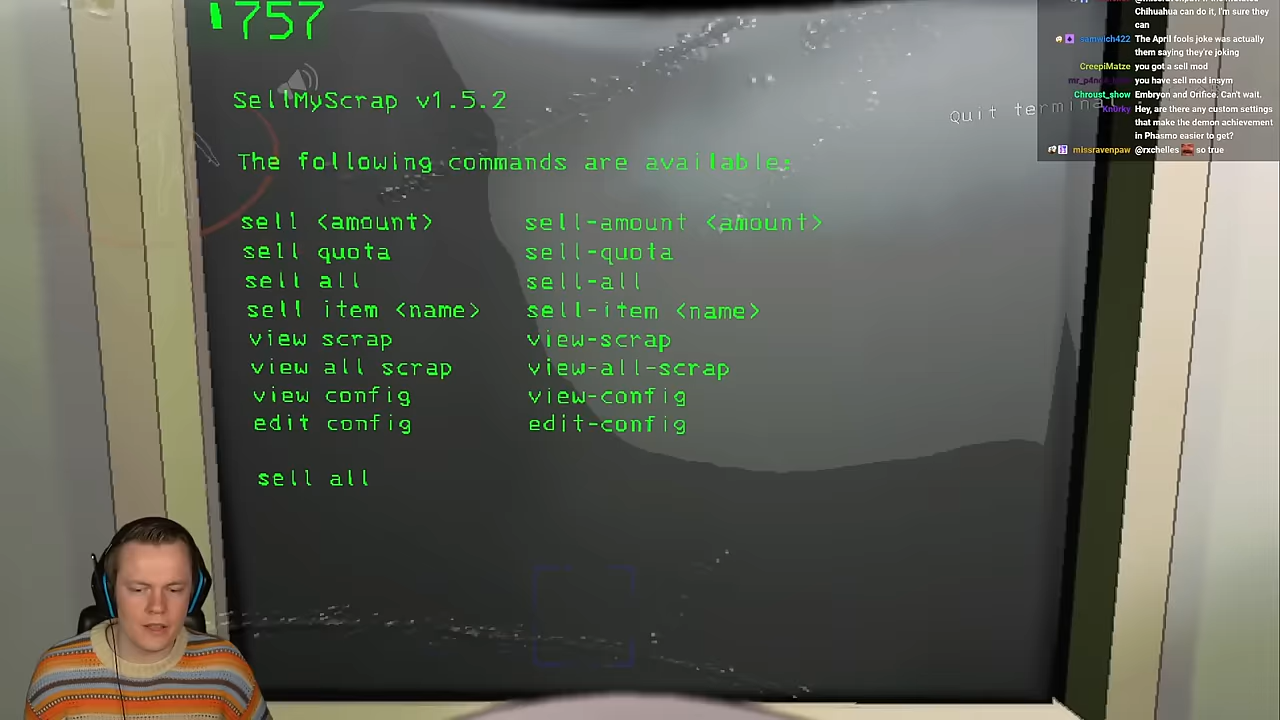 757
SellMyScrap v1.5.2
Quit terminal
The following commands are available:
sell <amount> sell-amount <amount>
sell quota sell-quota
sell all sell-all
sell item <name> sell-item <name>
view scrap view-scrap
view all scrap view-all-scrap
view config view-config
edit config edit-config
sell all
Chihuahua can do it, I'm sure they
can
samwich422 The April fools joke was actually
them saying they're joking
CreepiMatze you got a sell mod
you have sell mod insym
Chroust_show Embryon and Orifice. Can't wait.
Knorky Hey, are there any custom settings
that make the demon achievement
in Phasmo easier to get?
missravenpaw @rxchelles so true